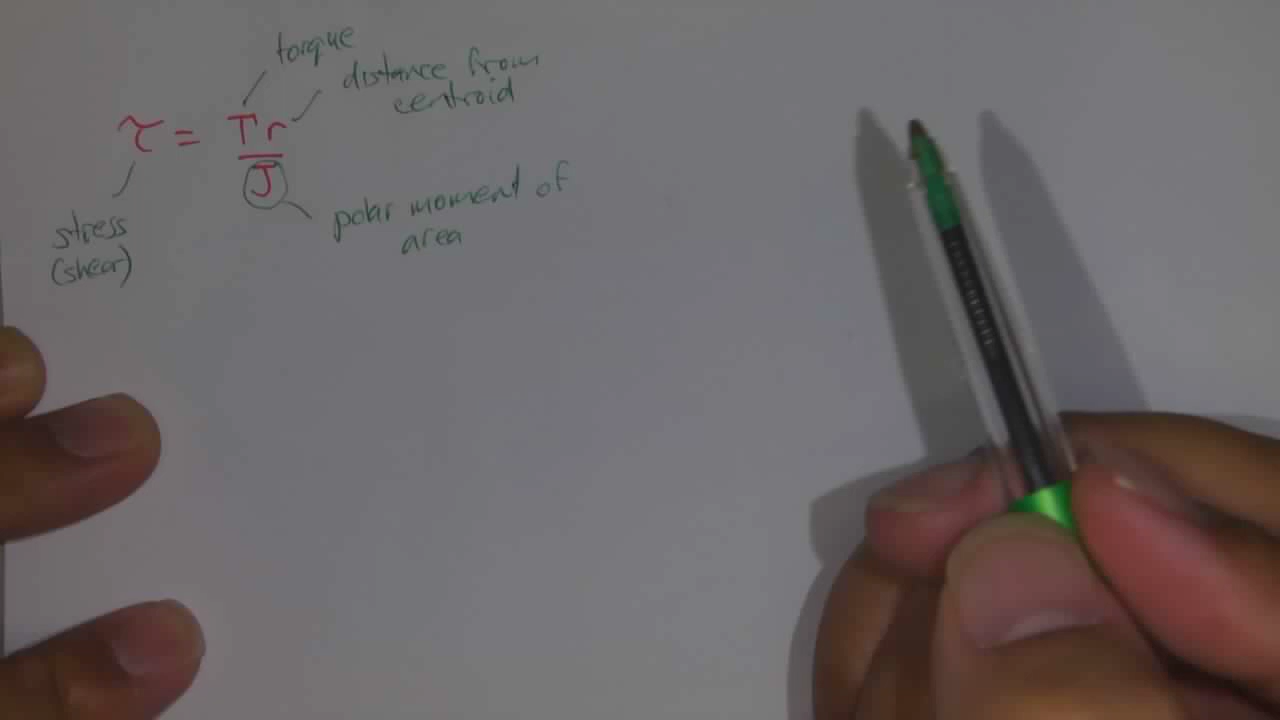 torque
distance from
centroid
τ = Tr
J
polar moment of
area
stress
(shear)